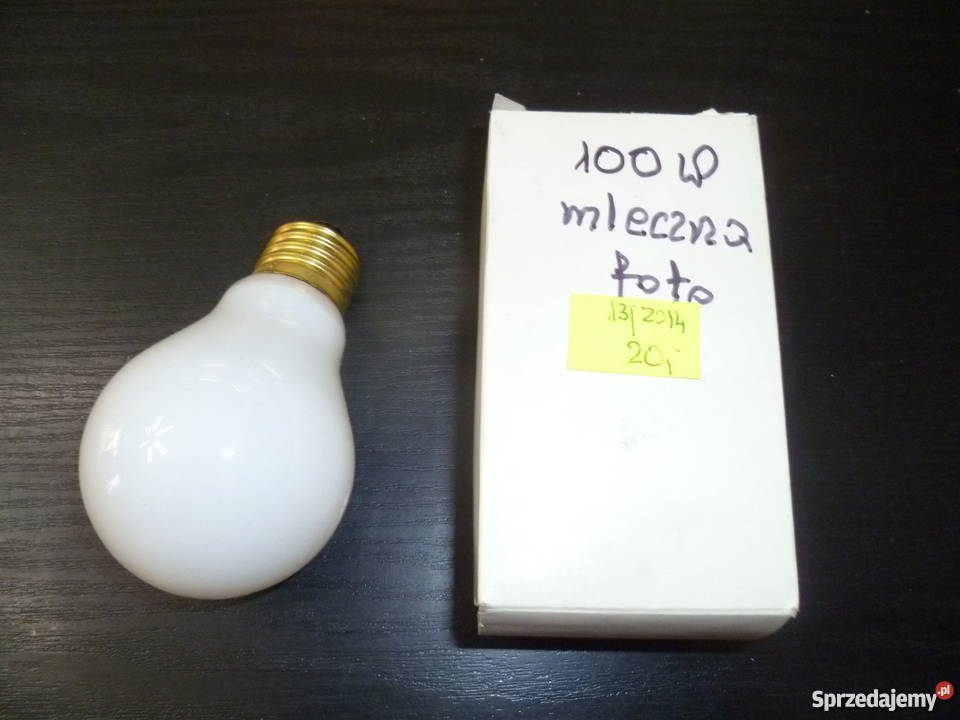 100 W
mleczna
foto
13/2014
20,-
Sprzedajemy.pl